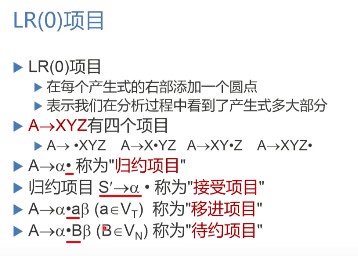 LR(0)项目
LR(0)项目
在每个产生式的右部添加一个圆点
表示我们在分析过程中看到了产生式多大部分
A→XYZ有四个项目
A→ •XYZ A→X•YZ A→XY•Z A→XYZ•
A→α• 称为"归约项目"
归约项目 S′→α • 称为"接受项目"
A→α•aβ (a∈V_T) 称为"移进项目"
A→α•Bβ (B∈V_N) 称为"待约项目"